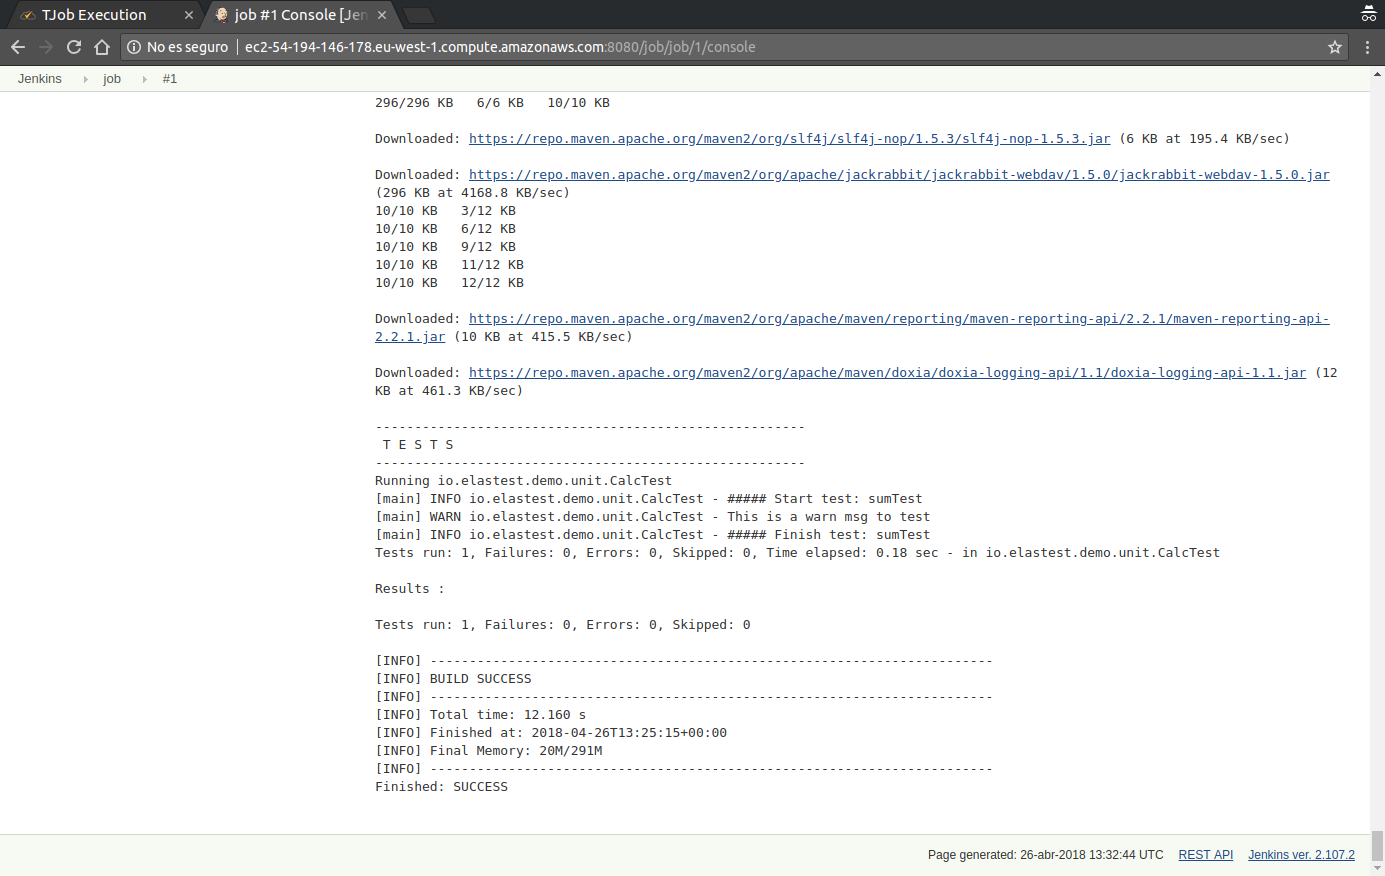 TJob Execution
job #1 Console [Jen
No es seguro ec2-54-194-146-178.eu-west-1.compute.amazonaws.com:8080/job/job/1/console
Jenkins job #1
296/296 KB   6/6 KB   10/10 KB
Downloaded: https://repo.maven.apache.org/maven2/org/slf4j/slf4j-nop/1.5.3/slf4j-nop-1.5.3.jar (6 KB at 195.4 KB/sec)
Downloaded: https://repo.maven.apache.org/maven2/org/apache/jackrabbit/jackrabbit-webdav/1.5.0/jackrabbit-webdav-1.5.0.jar
(296 KB at 4168.8 KB/sec)
10/10 KB   3/12 KB
10/10 KB   6/12 KB
10/10 KB   9/12 KB
10/10 KB   11/12 KB
10/10 KB   12/12 KB
Downloaded: https://repo.maven.apache.org/maven2/org/apache/maven/reporting/maven-reporting-api/2.2.1/maven-reporting-api-
2.2.1.jar (10 KB at 415.5 KB/sec)
Downloaded: https://repo.maven.apache.org/maven2/org/apache/maven/doxia/doxia-logging-api/1.1/doxia-logging-api-1.1.jar (12
KB at 461.3 KB/sec)
-------------------------------------------------------
T E S T S
-------------------------------------------------------
Running io.elastest.demo.unit.CalcTest
[main] INFO io.elastest.demo.unit.CalcTest - ##### Start test: sumTest
[main] WARN io.elastest.demo.unit.CalcTest - This is a warn msg to test
[main] INFO io.elastest.demo.unit.CalcTest - ##### Finish test: sumTest
Tests run: 1, Failures: 0, Errors: 0, Skipped: 0, Time elapsed: 0.18 sec - in io.elastest.demo.unit.CalcTest
Results :
Tests run: 1, Failures: 0, Errors: 0, Skipped: 0
[INFO] ------------------------------------------------------------------------
[INFO] BUILD SUCCESS
[INFO] ------------------------------------------------------------------------
[INFO] Total time: 12.160 s
[INFO] Finished at: 2018-04-26T13:25:15+00:00
[INFO] Final Memory: 20M/291M
[INFO] ------------------------------------------------------------------------
Finished: SUCCESS
Page generated: 26-abr-2018 13:32:44 UTC REST API Jenkins ver. 2.107.2